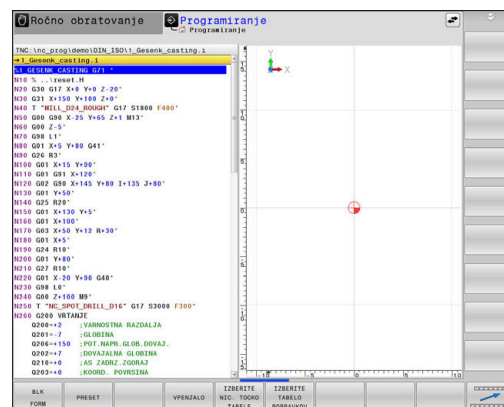 Ročno obratovanje
Programiranje
Programiranje
TNC:\nc_prog\demo\DIN_ISO\1_Gesenk_casting.i
→1_Gesenk_casting.i
%1_GESENK_CASTING G71 *
N10 % ..\reset.H
N20 G30 G17 X+0 Y+0 Z-20*
N30 G31 X+150 Y+100 Z+0*
N40 T "MILL_D24_ROUGH" G17 S1800 F400*
N50 G00 G90 X-25 Y+65 Z+1 M13*
N60 G00 Z-5*
N70 G98 L1*
N80 G01 X+5 Y+80 G41*
N90 G26 R3*
N100 G01 X+15 Y+90*
N110 G01 G91 X+120*
N120 G02 G90 X+145 Y+80 I+135 J+80*
N130 G01 Y+50*
N140 G25 R20*
N150 G01 X+130 Y+5*
N160 G01 X+100*
N170 G03 X+50 Y+12 R+30*
N180 G01 X+5*
N190 G24 R10*
N200 G01 Y+80*
N210 G27 R10*
N220 G01 X-20 Y+90 G40*
N230 G98 L0*
N240 G00 Z+100 M9*
N250 T "NC_SPOT_DRILL_D16" G17 S3000 F300*
N260 G200 VRTANJE
Q200=+2 ;VARNOSTNA RAZDALJA
Q201=-7 ;GLOBINA
Q206=+150 ;POT.NAPR.GLOB.DOVAJ.
Q202=+7 ;DOVAJALNA GLOBINA
Q210=+0 ;AS ZADRZ.ZGORAJ
Q203=+0 ;KOORD. POVRSINA
Y
X
BLK
FORM
PRESET
VPENJALO
IZBERITE
NIC. TOCKO
TABELE
IZBERITE
TABELO
POPRAVKOV